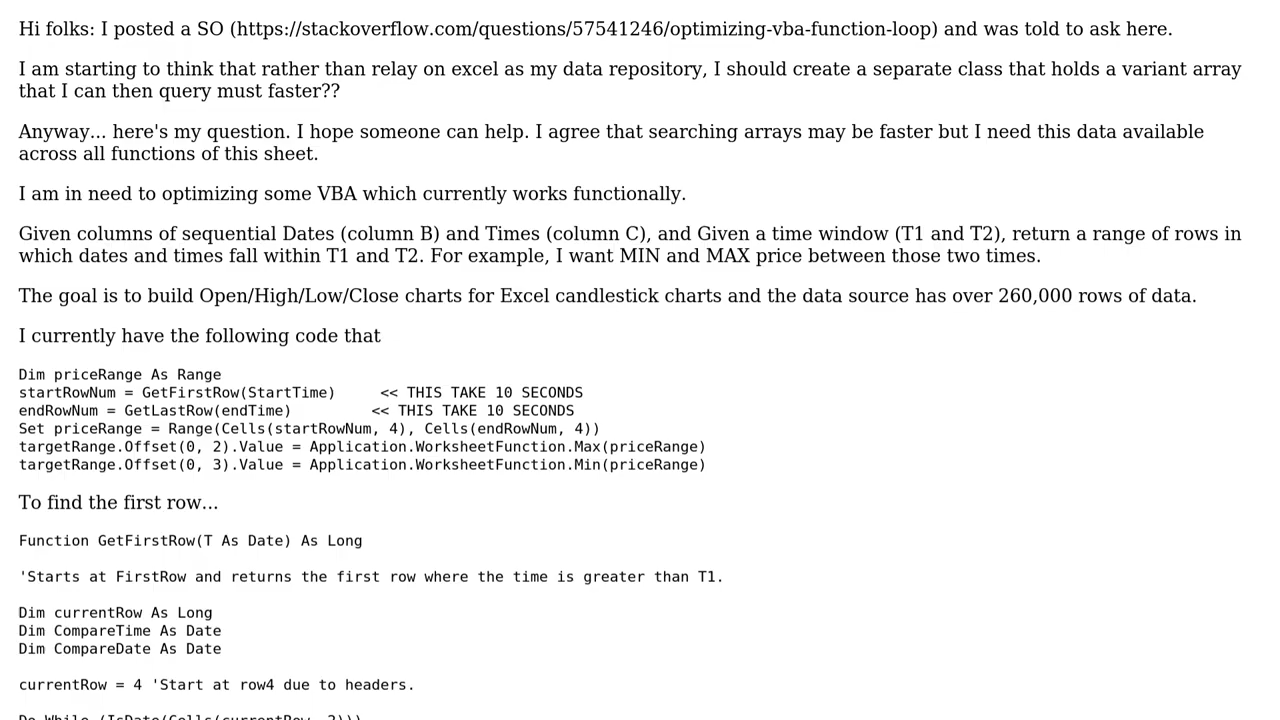 Hi folks: I posted a SO (https://stackoverflow.com/questions/57541246/optimizing-vba-function-loop) and was told to ask here.
I am starting to think that rather than relay on excel as my data repository, I should create a separate class that holds a variant array
that I can then query must faster??
Anyway... here's my question. I hope someone can help. I agree that searching arrays may be faster but I need this data available
across all functions of this sheet.
I am in need to optimizing some VBA which currently works functionally.
Given columns of sequential Dates (column B) and Times (column C), and Given a time window (T1 and T2), return a range of rows in
which dates and times fall within T1 and T2. For example, I want MIN and MAX price between those two times.
The goal is to build Open/High/Low/Close charts for Excel candlestick charts and the data source has over 260,000 rows of data.
I currently have the following code that
Dim priceRange As Range
startRowNum = GetFirstRow(StartTime)     << THIS TAKE 10 SECONDS
endRowNum = GetLastRow(endTime)         << THIS TAKE 10 SECONDS
Set priceRange = Range(Cells(startRowNum, 4), Cells(endRowNum, 4))
targetRange.Offset(0, 2).Value = Application.WorksheetFunction.Max(priceRange)
targetRange.Offset(0, 3).Value = Application.WorksheetFunction.Min(priceRange)
To find the first row...
Function GetFirstRow(T As Date) As Long
'Starts at FirstRow and returns the first row where the time is greater than T1.
Dim currentRow As Long
Dim CompareTime As Date
Dim CompareDate As Date
currentRow = 4 'Start at row4 due to headers.
Do While (IsDate(Cells(currentRow, 2)))